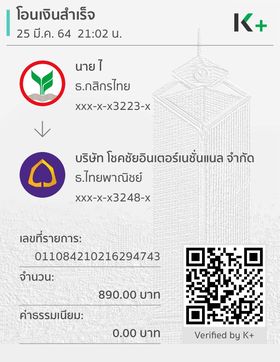 โอนเงินสำเร็จ
25 มี.ค. 64 21:02 น.
K+
นาย ไ
ธ.กสิกรไทย
xxx-x-x3223-x
บริษัท โชคชัยอินเตอร์เนชั่นแนล จำกัด
ธ.ไทยพาณิชย์
xxx-x-x3248-x
เลขที่รายการ:
011084210216294743
จำนวน:
890.00 บาท
ค่าธรรมเนียม:
0.00 บาท
Verified by K+